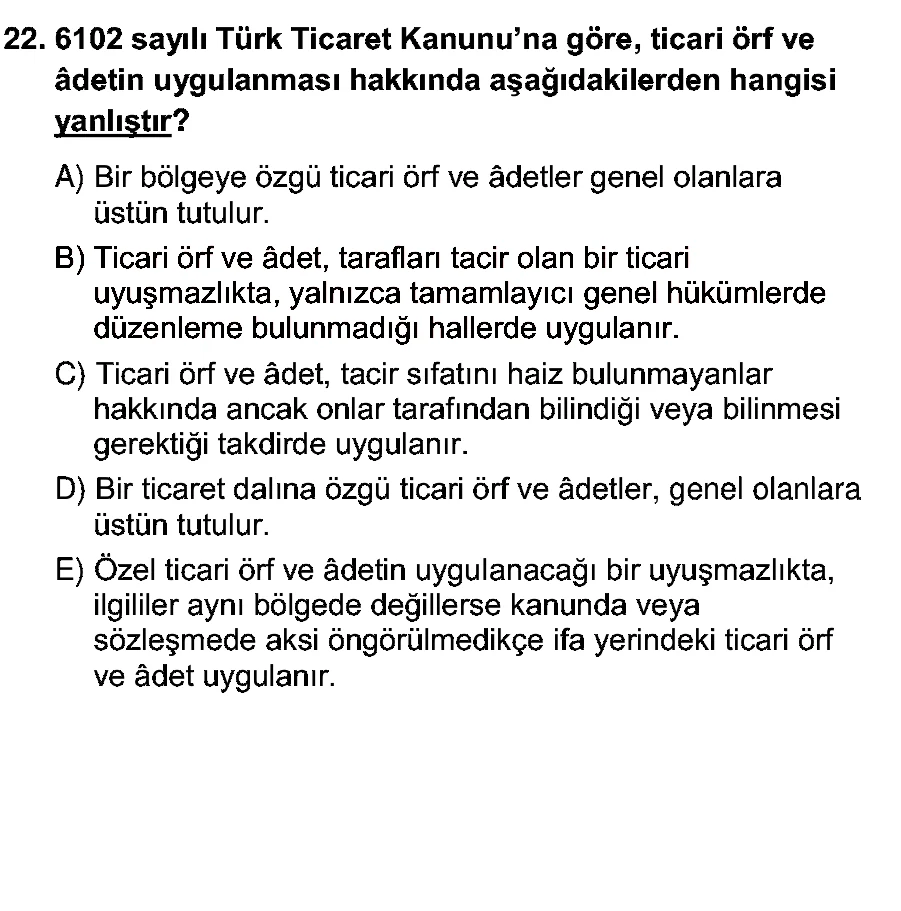 22. 6102 sayılı Türk Ticaret Kanunu’na göre, ticari örf ve
âdetin uygulanması hakkında aşağıdakilerden hangisi
yanlıştır?
A) Bir bölgeye özgü ticari örf ve âdetler genel olanlara
üstün tutulur.
B) Ticari örf ve âdet, tarafları tacir olan bir ticari
uyuşmazlıkta, yalnızca tamamlayıcı genel hükümlerde
düzenleme bulunmadığı hallerde uygulanır.
C) Ticari örf ve âdet, tacir sıfatını haiz bulunmayanlar
hakkında ancak onlar tarafından bilindiği veya bilinmesi
gerektiği takdirde uygulanır.
D) Bir ticaret dalına özgü ticari örf ve âdetler, genel olanlara
üstün tutulur.
E) Özel ticari örf ve âdetin uygulanacağı bir uyuşmazlıkta,
ilgililer aynı bölgede değillerse kanunda veya
sözleşmede aksi öngörülmedikçe ifa yerindeki ticari örf
ve âdet uygulanır.